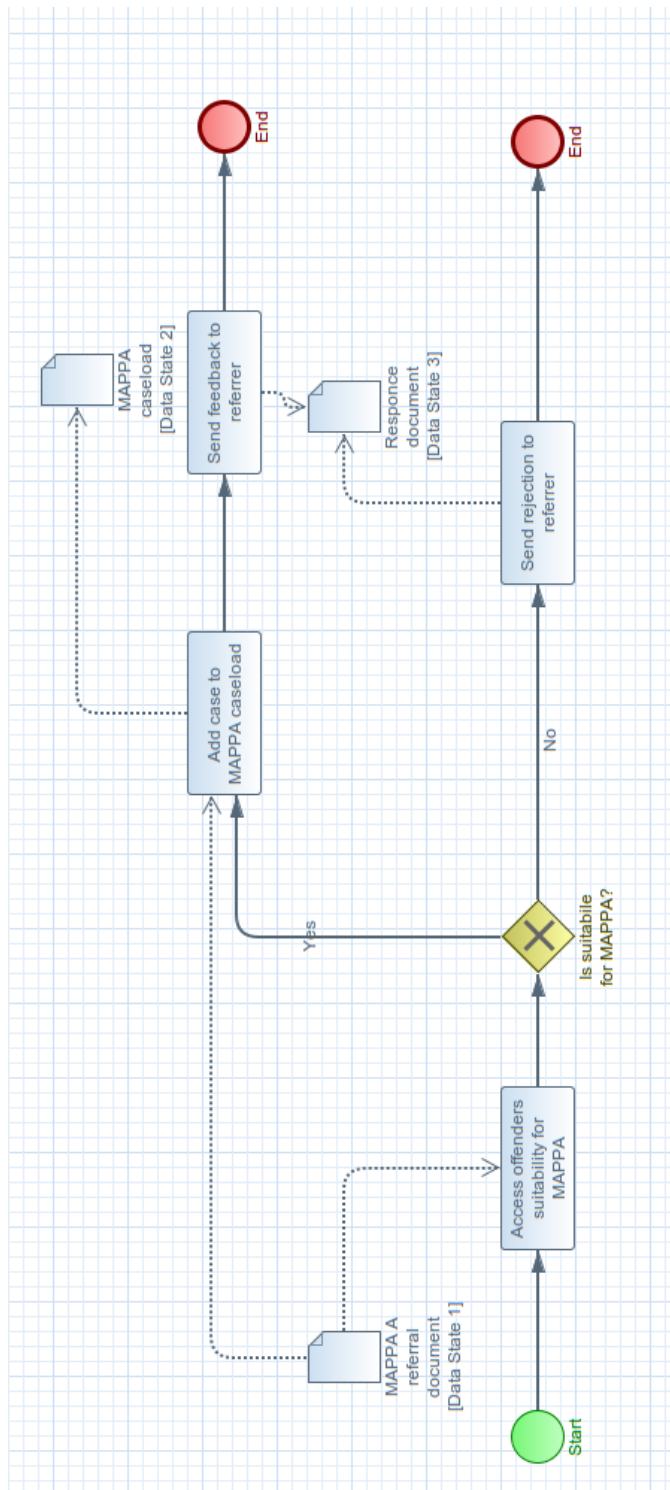 Start
MAPPA A
referral
document
[Data State 1]
Access offenders
suitability for
MAPPA
Is suitabile
for MAPPA?
Yes
No
Add case to
MAPPA caseload
MAPPA
caseload
[Data State 2]
Send feedback to
referrer
Responce
document
[Data State 3]
Send rejection to
referrer
End
End